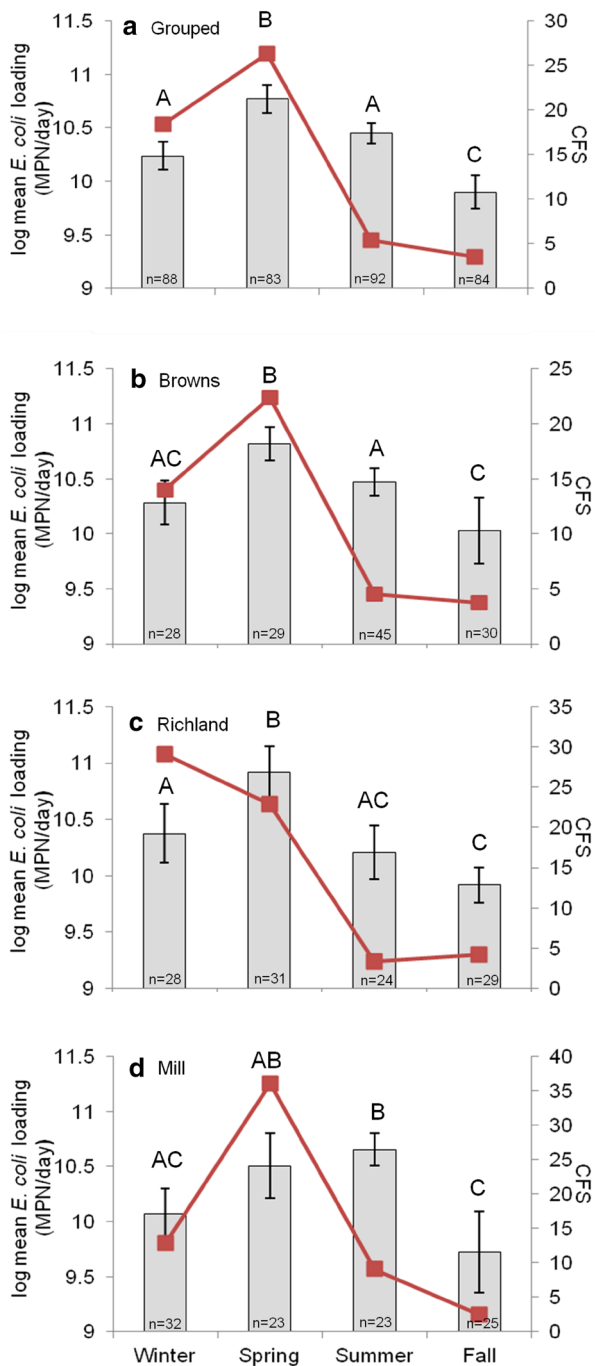 a Grouped
log mean E. coli loading
(MPN/day)
11.5
11
10.5
10
9.5
9
A
B
A
C
n=88
n=83
n=92
n=84
30
25
20
15
10
5
0
CFS
b Browns
log mean E. coli loading
(MPN/day)
11.5
11
10.5
10
9.5
9
AC
B
A
C
n=28
n=29
n=45
n=30
25
20
15
10
5
0
CFS
c Richland
log mean E. coli loading
(MPN/day)
11.5
11
10.5
10
9.5
9
A
B
AC
C
n=28
n=31
n=24
n=29
35
30
25
20
15
10
5
0
CFS
d Mill
log mean E. coli loading
(MPN/day)
11.5
11
10.5
10
9.5
9
AC
AB
B
C
n=32
n=23
n=23
n=25
40
35
30
25
20
15
10
5
0
CFS
Winter Spring Summer Fall